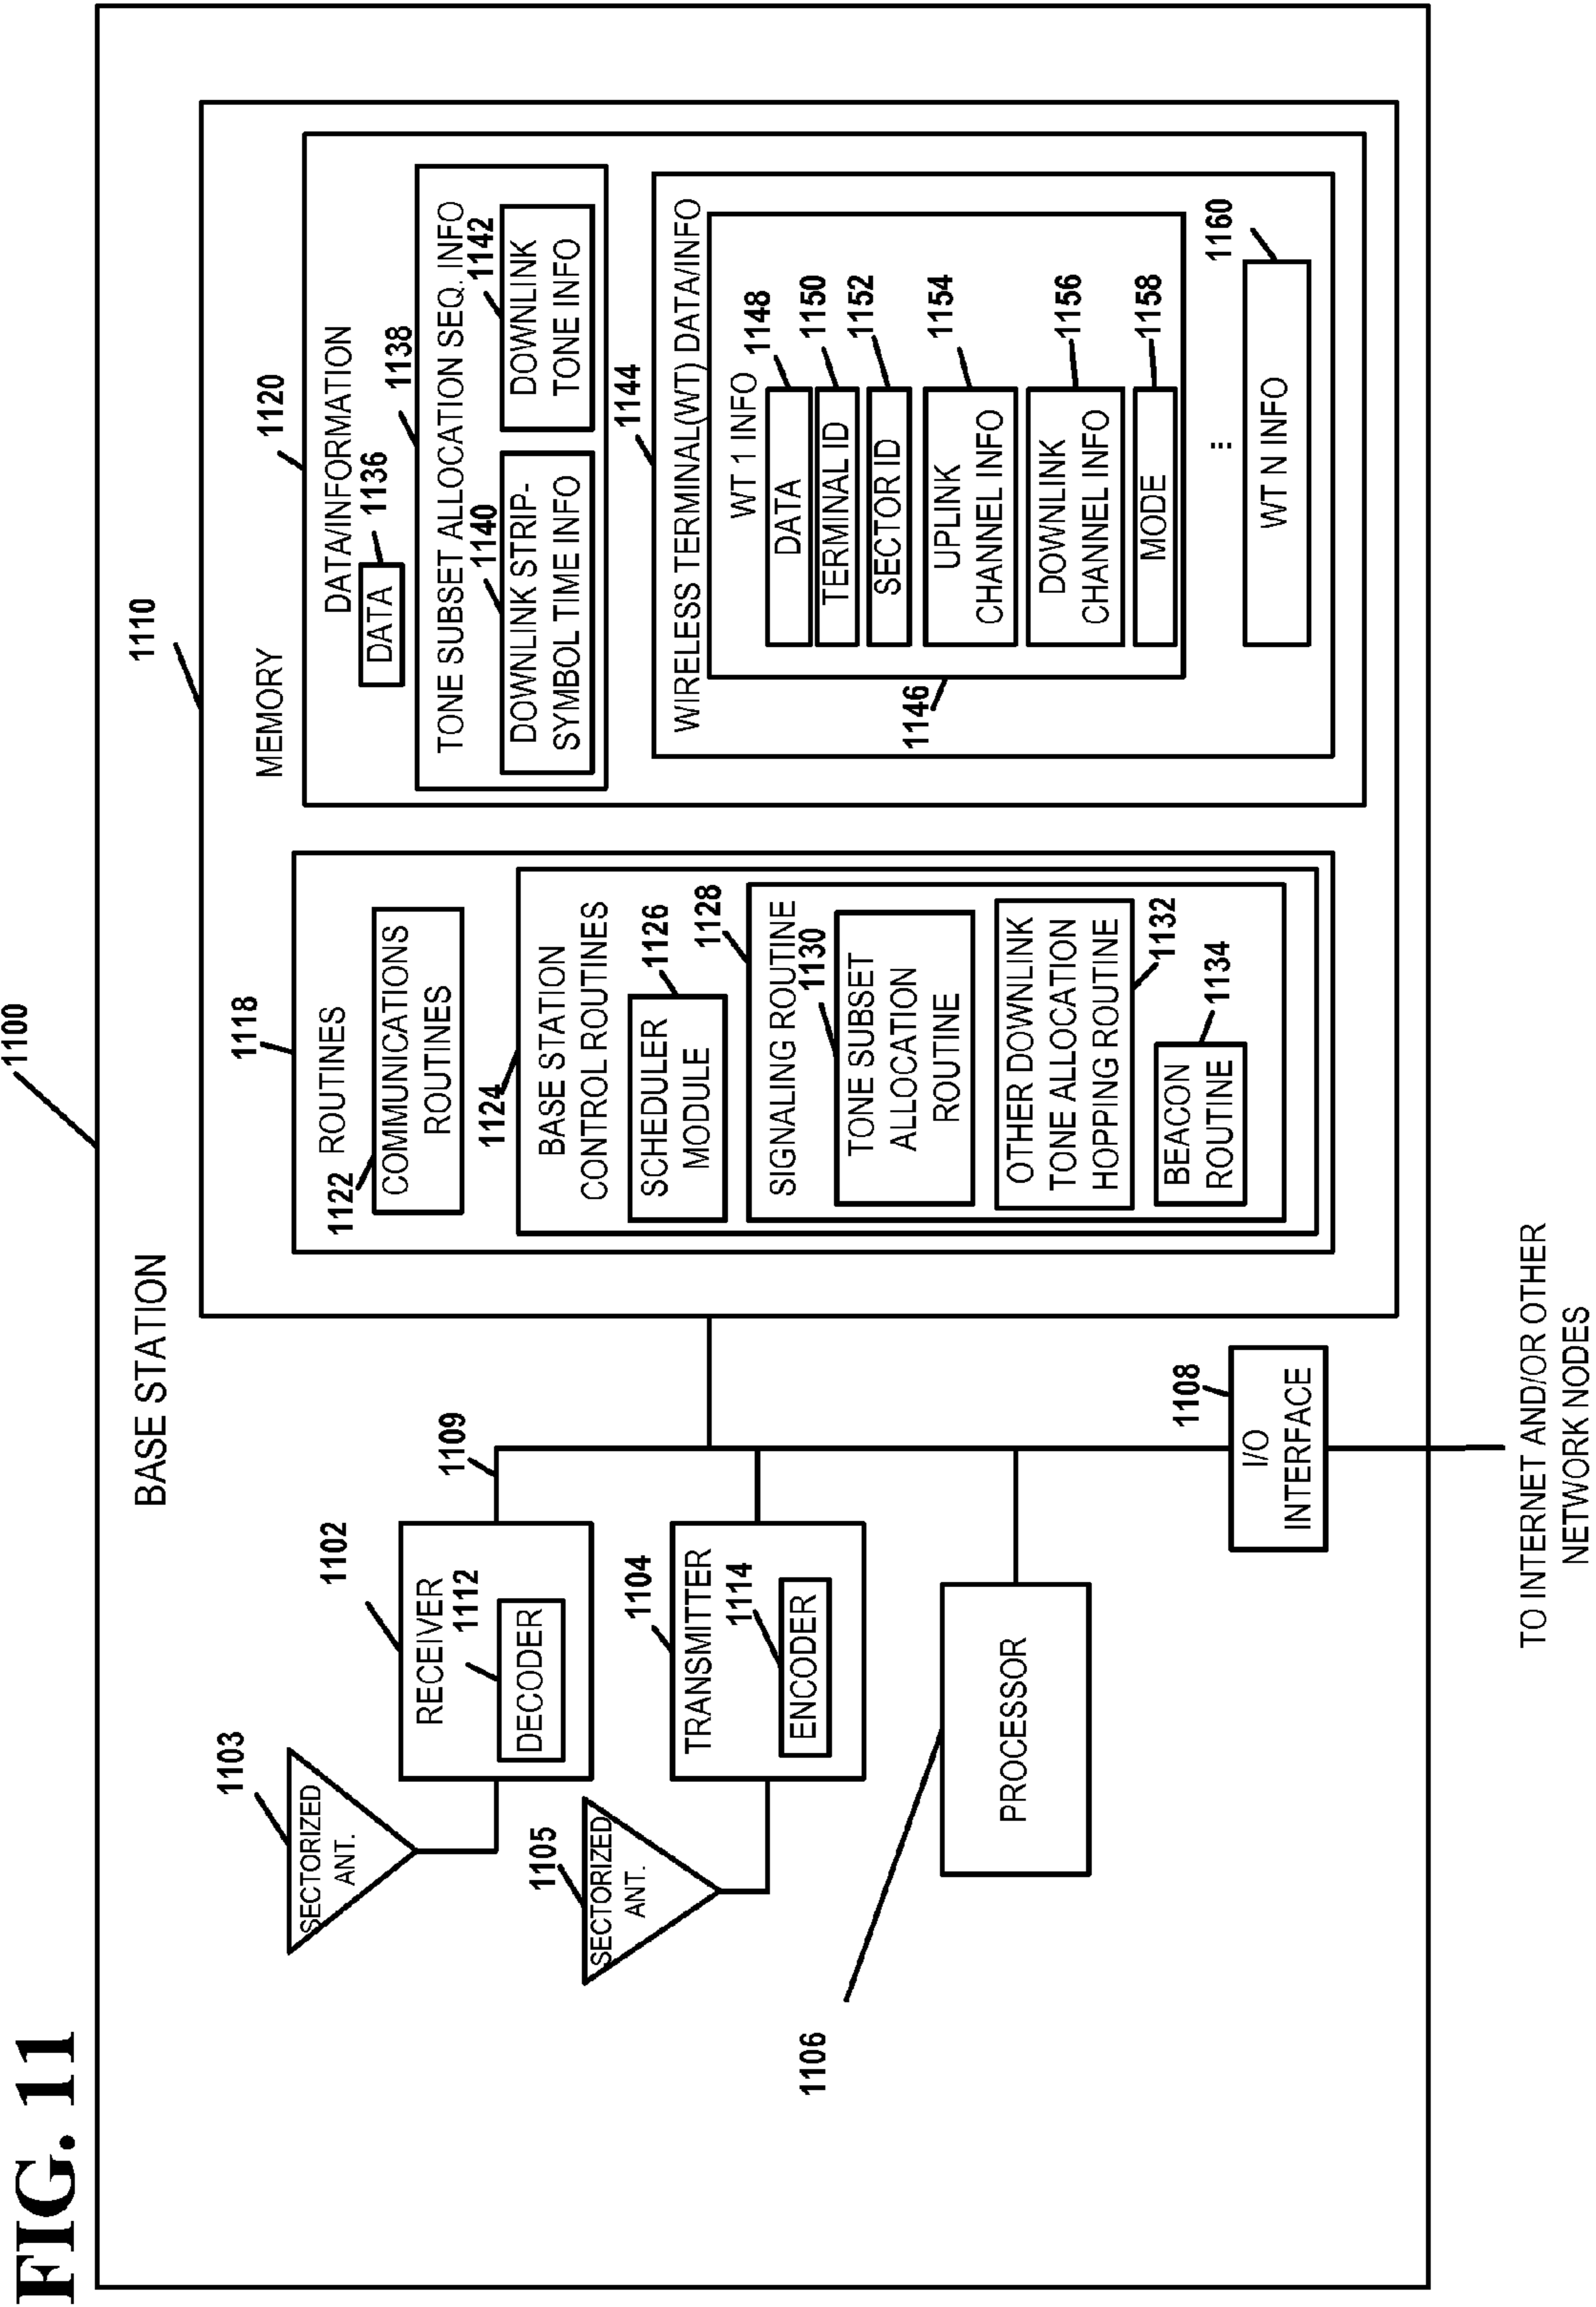 FIG. 11
1100
BASE STATION
1110
MEMORY
1103
SECTORIZED
ANT.
1102
RECEIVER
1112
DECODER
1109
1105
SECTORIZED
ANT.
1104
TRANSMITTER
1114
ENCODER
1106
PROCESSOR
1108
I/O
INTERFACE
TO INTERNET AND/OR OTHER
NETWORK NODES
1118
ROUTINES
1122
COMMUNICATIONS
ROUTINES
1124
BASE STATION
CONTROL ROUTINES
SCHEDULER
MODULE
1126
1128
SIGNALING ROUTINE
1130
TONE SUBSET
ALLOCATION
ROUTINE
OTHER DOWNLINK
TONE ALLOCATION
HOPPING ROUTINE
1132
BEACON
ROUTINE
1134
1120
DATA/INFORMATION
DATA
1136
1138
TONE SUBSET ALLOCATION SEQ. INFO
1140
DOWNLINK STRIP-
SYMBOL TIME INFO
1142
DOWNLINK
TONE INFO
1144
WIRELESS TERMINAL(WT) DATA/INFO
1146
WT 1 INFO
DATA
1148
TERMINAL ID
1150
SECTOR ID
1152
UPLINK
CHANNEL INFO
1154
DOWNLINK
CHANNEL INFO
1156
MODE
1158
...
WT N INFO
1160